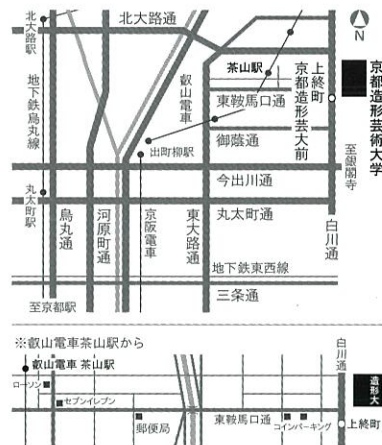 北大路通
北大路駅
N
地下鉄烏丸線
叡山電車
茶山駅
東鞍馬口通
上終町
京都造形芸術大前
京都造形芸術大学
御蔭通
出町柳駅
至銀閣寺
今出川通
丸太町駅
丸太町通
烏丸通
河原町通
京阪電車
東大路通
白川通
地下鉄東西線
三条通
至京都駅
※叡山電車茶山駅から
叡山電車 茶山駅
ローソン
セブンイレブン
郵便局
東鞍馬口通
コインパーキング
白川通
造形大
上終町